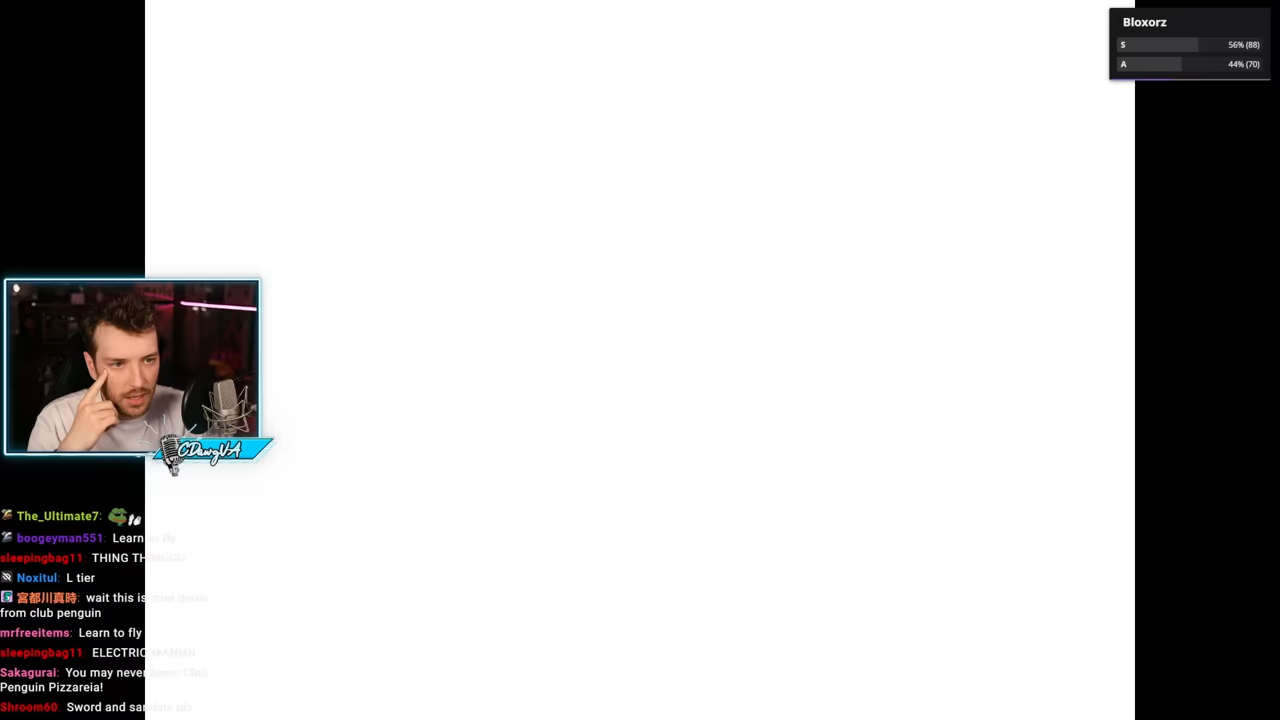 Bloxorz
S 56% (88)
A 44% (70)
CDawgVA
The_Ultimate7:
boogeyman551: Learn to fly
sleepingbag11: THING TH
Noxitul: L tier
宮都川真時: wait this is
from club penguin
mrfreeitems: Learn to fly
sleepingbag11: ELECTRIC
Sakagurai: You may never
Penguin Pizzareia!
Shroom60: Sword and